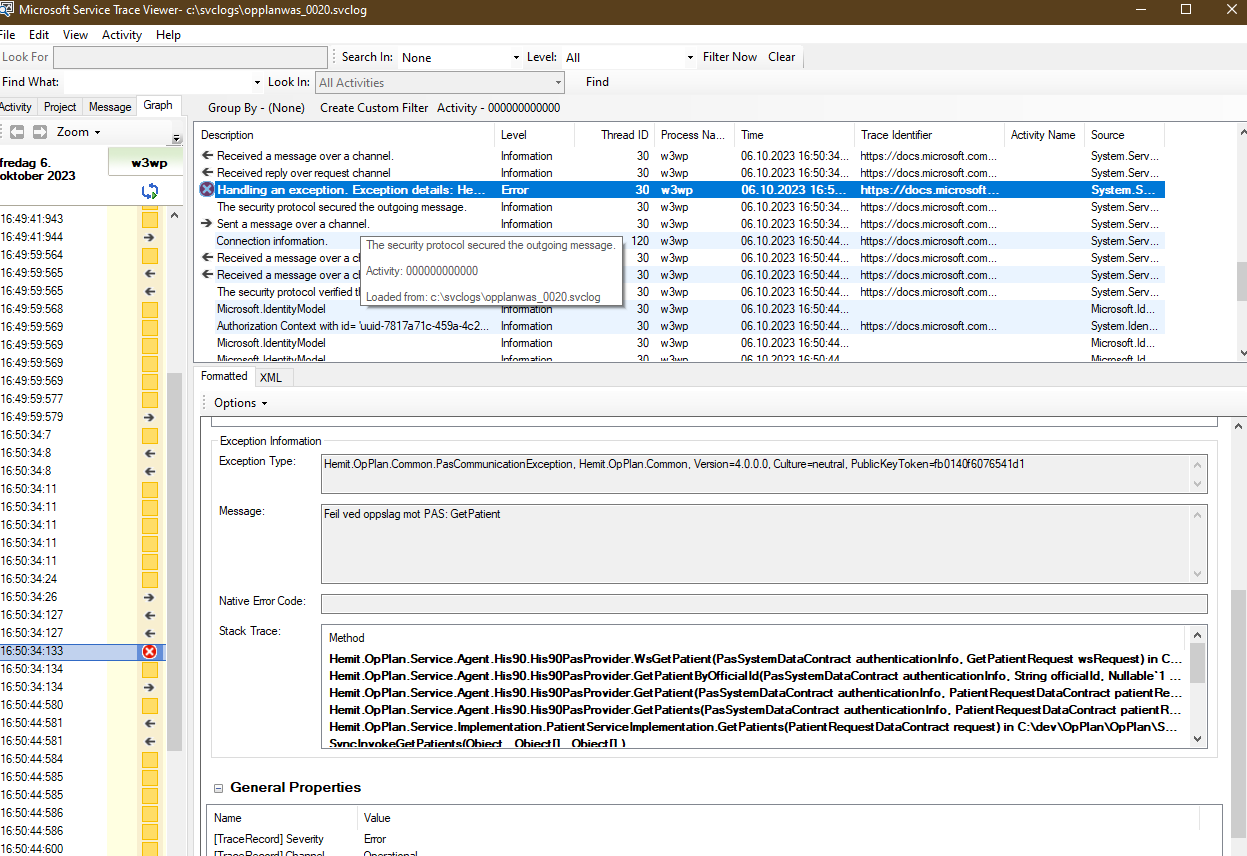 Microsoft Service Trace Viewer- c:\svclogs\opplanwas_0020.svclog
File Edit View Activity Help
Look For Search In: None Level: All Filter Now Clear
Find What: Look In: All Activities Find
Activity Project Message Graph Group By - (None) Create Custom Filter Activity - 000000000000
Zoom
fredag 6.
oktober 2023
w3wp
16:49:41:943
16:49:41:944
16:49:59:564
16:49:59:565
16:49:59:565
16:49:59:568
16:49:59:569
16:49:59:569
16:49:59:569
16:49:59:569
16:49:59:577
16:49:59:579
16:50:34:7
16:50:34:8
16:50:34:8
16:50:34:11
16:50:34:11
16:50:34:11
16:50:34:11
16:50:34:11
16:50:34:24
16:50:34:26
16:50:34:127
16:50:34:127
16:50:34:133
16:50:34:134
16:50:34:134
16:50:44:580
16:50:44:581
16:50:44:581
16:50:44:584
16:50:44:585
16:50:44:585
16:50:44:586
16:50:44:586
16:50:44:600
Description Level Thread ID Process Na... Time Trace Identifier Activity Name Source
Received a message over a channel. Information 30 w3wp 06.10.2023 16:50:34... https://docs.microsoft.com... System.Serv...
Received reply over request channel Information 30 w3wp 06.10.2023 16:50:34... https://docs.microsoft.com... System.Serv...
Handling an exception. Exception details: He... Error 30 w3wp 06.10.2023 16:5... https://docs.microsoft... System.S...
The security protocol secured the outgoing message. Information 30 w3wp 06.10.2023 16:50:34... https://docs.microsoft.com... System.Serv...
Sent a message over a channel. Information 30 w3wp 06.10.2023 16:50:34... https://docs.microsoft.com... System.Serv...
Connection information. 120 w3wp 06.10.2023 16:50:44... https://docs.microsoft.com... System.Serv...
Received a message over a c 30 w3wp 06.10.2023 16:50:44... https://docs.microsoft.com... System.Serv...
Received a message over a c 30 w3wp 06.10.2023 16:50:44... https://docs.microsoft.com... System.Serv...
The security protocol verified t 30 w3wp 06.10.2023 16:50:44... https://docs.microsoft.com... System.Serv...
Microsoft.IdentityModel Information 30 w3wp 06.10.2023 16:50:44... Microsoft.Id...
Authorization Context with id= 'uuid-7817a71c-459a-4c2... Information 30 w3wp 06.10.2023 16:50:44... https://docs.microsoft.com... System.Iden...
Microsoft.IdentityModel Information 30 w3wp 06.10.2023 16:50:44... Microsoft.Id...
Microsoft.IdentityModel Information 30 w3wp 06.10.2023 16:50:44... Microsoft.Id...
The security protocol secured the outgoing message.
Activity: 000000000000
Loaded from: c:\svclogs\opplanwas_0020.svclog
Formatted XML
Options
Exception Information
Exception Type: Hemit.OpPlan.Common.PasCommunicationException, Hemit.OpPlan.Common, Version=4.0.0.0, Culture=neutral, PublicKeyToken=fb0140f6076541d1
Message: Feil ved oppslag mot PAS: GetPatient
Native Error Code:
Stack Trace: Method
Hemit.OpPlan.Service.Agent.His90.His90PasProvider.WsGetPatient(PasSystemDataContract authenticationInfo, GetPatientRequest wsRequest) in C...
Hemit.OpPlan.Service.Agent.His90.His90PasProvider.GetPatientByOfficialId(PasSystemDataContract authenticationInfo, String officialId, Nullable`1 ...
Hemit.OpPlan.Service.Agent.His90.His90PasProvider.GetPatient(PasSystemDataContract authenticationInfo, PatientRequestDataContract patientRe...
Hemit.OpPlan.Service.Agent.His90.His90PasProvider.GetPatients(PasSystemDataContract authenticationInfo, PatientRequestDataContract patientR...
Hemit.OpPlan.Service.Implementation.PatientServiceImplementation.GetPatients(PatientRequestDataContract request) in C:\dev\OpPlan\OpPlan\S...
SyncInvokeGetPatients(Object , Object[] , Object[] )
General Properties
Name Value
[TraceRecord] Severity Error
[TraceRecord] Channel Operational